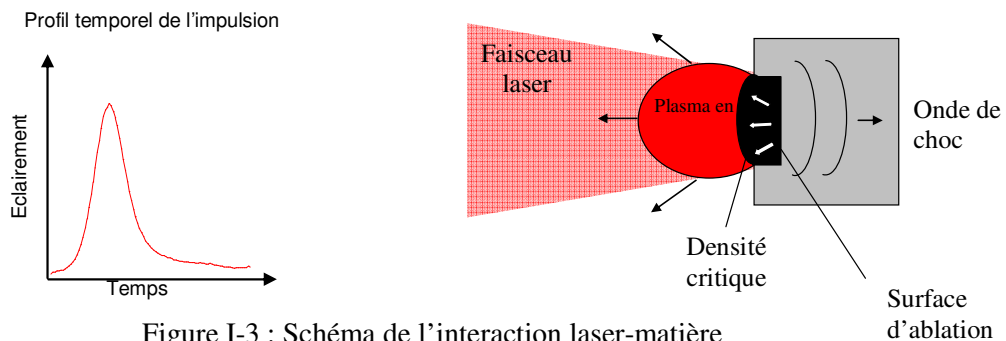 Profil temporel de l'impulsion
Eclairement
Temps
Faisceau
laser
Plasma en
Onde de
choc
Densité
critique
Surface
d'ablation
Figure I-3 : Schéma de l'interaction laser-matière